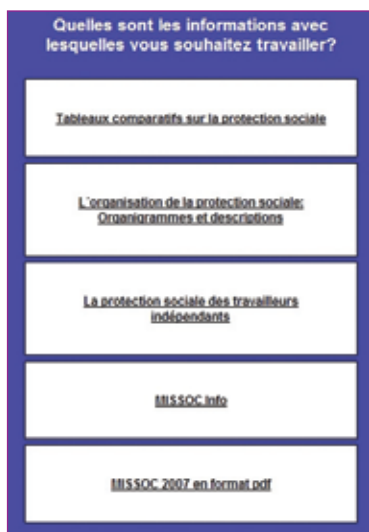 Quelles sont les informations avec
lesquelles vous souhaitez travailler?
Tableaux comparatifs sur la protection sociale
L`organisation de la protection sociale:
Organigrammes et descriptions
La protection sociale des travailleurs
indépendants
MISSOC Info
MISSOC 2007 en format pdf